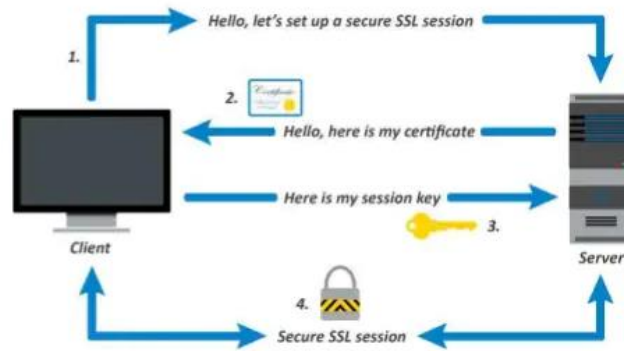 Hello, let's set up a secure SSL session
1.
2.
Certificate
Hello, here is my certificate
Here is my session key
3.
Client
Server
4.
Secure SSL session